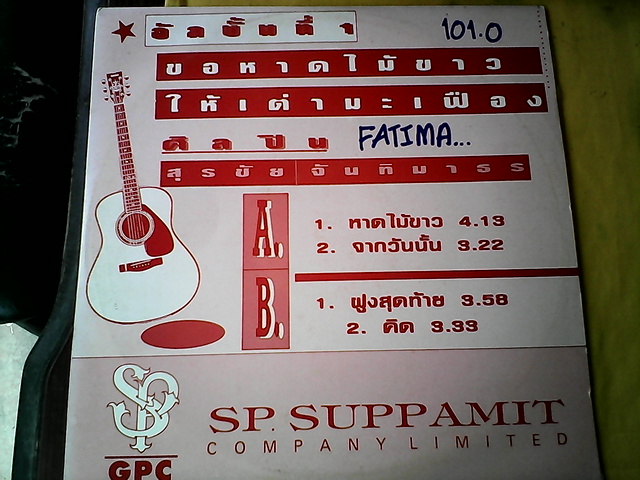 อัลบั้มที่ 1
101.0
ขอหาดไม้ขาว
ให้เต่ามะเฟือง
ศิลปิน FATIMA...
สุรชัย จันทิมาธร
A.
1. หาดไม้ขาว 4.13
2. จากวันนั้น 3.22
B.
1. ฝูงสุดท้าย 3.58
2. คิด 3.33
SP. SUPPAMIT
COMPANY LIMITED
GPC